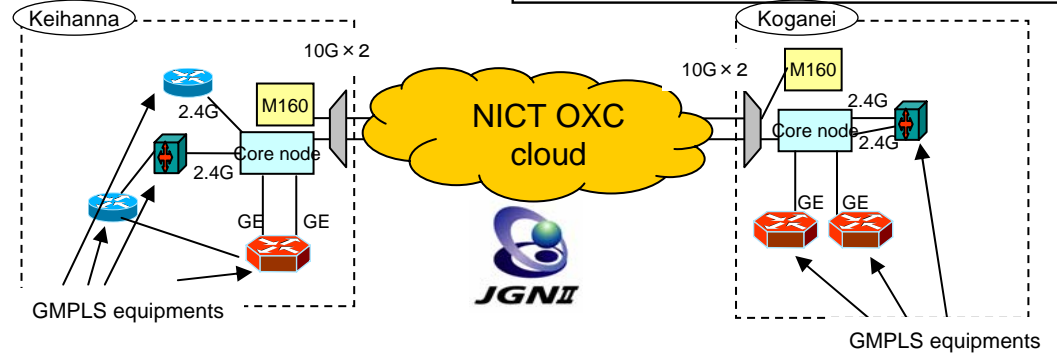 Keihanna
Koganei
10G×2
10G×2
M160
M160
2.4G
2.4G
NICT OXC
cloud
Core node
2.4G
Core node
2.4G
GE
GE
GE
GE
JGNII
GMPLS equipments
GMPLS equipments